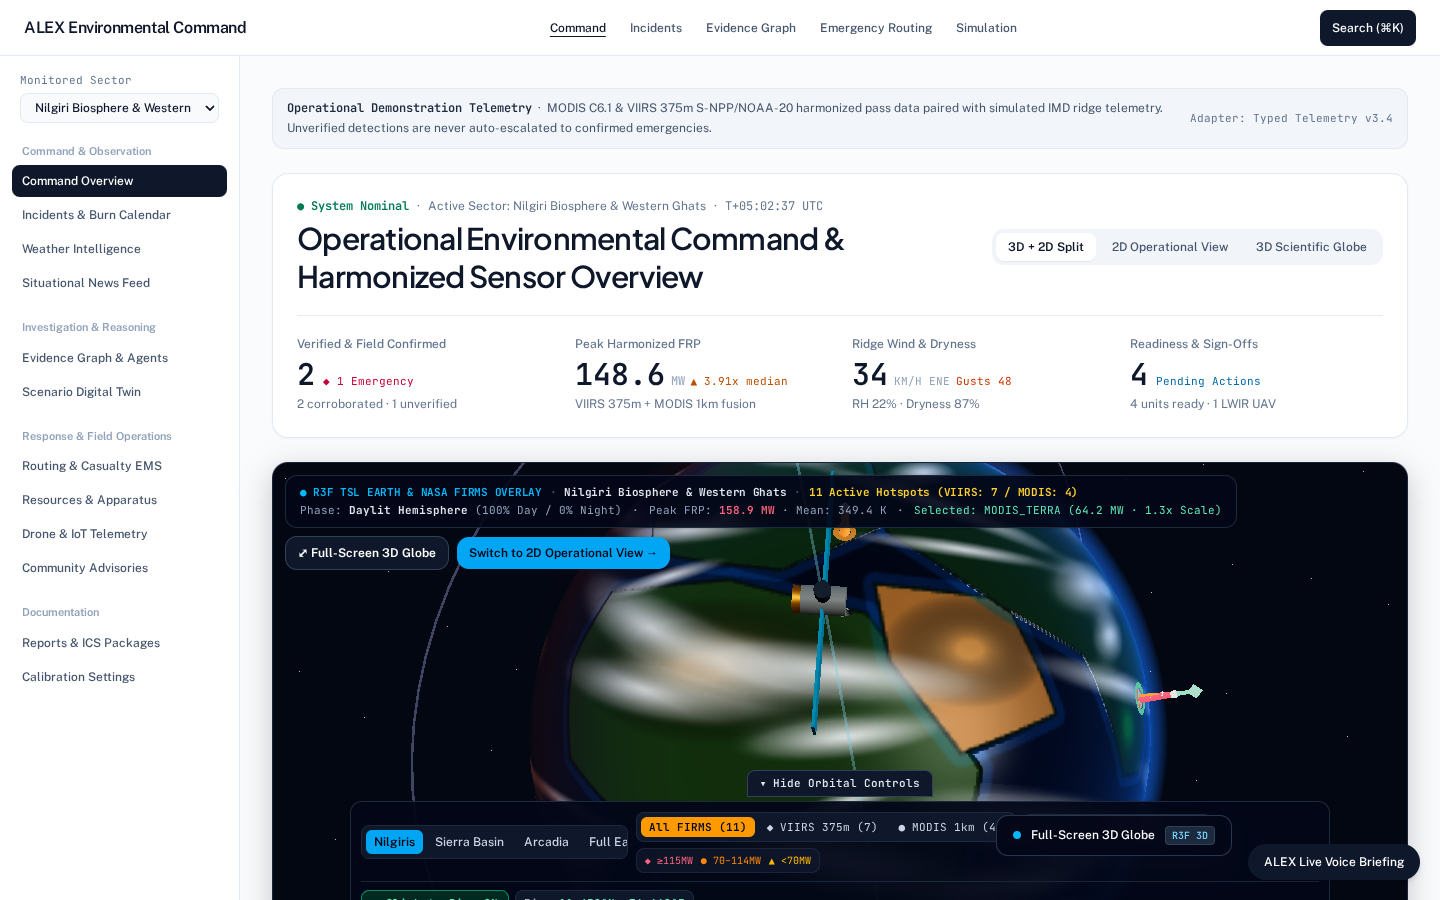 ALEX Environmental Command
Command
Incidents
Evidence Graph
Emergency Routing
Simulation
Search (⌘K)
Monitored Sector
Nilgiri Biosphere & Western
Command & Observation
Command Overview
Incidents & Burn Calendar
Weather Intelligence
Situational News Feed
Investigation & Reasoning
Evidence Graph & Agents
Scenario Digital Twin
Response & Field Operations
Routing & Casualty EMS
Resources & Apparatus
Drone & IoT Telemetry
Community Advisories
Documentation
Reports & ICS Packages
Calibration Settings
Operational Demonstration Telemetry · MODIS C6.1 & VIIRS 375m S-NPP/NOAA-20 harmonized pass data paired with simulated IMD ridge telemetry.
Unverified detections are never auto-escalated to confirmed emergencies.
Adapter: Typed Telemetry v3.4
● System Nominal · Active Sector: Nilgiri Biosphere & Western Ghats · T+05:02:37 UTC
Operational Environmental Command &
Harmonized Sensor Overview
3D + 2D Split
2D Operational View
3D Scientific Globe
Verified & Field Confirmed
2 ◆ 1 Emergency
2 corroborated · 1 unverified
Peak Harmonized FRP
148.6 MW ▲ 3.91x median
VIIRS 375m + MODIS 1km fusion
Ridge Wind & Dryness
34 KM/H ENE Gusts 48
RH 22% · Dryness 87%
Readiness & Sign-Offs
4 Pending Actions
4 units ready · 1 LWIR UAV
● R3F TSL EARTH & NASA FIRMS OVERLAY · Nilgiri Biosphere & Western Ghats · 11 Active Hotspots (VIIRS: 7 / MODIS: 4)
Phase: Daylit Hemisphere (100% Day / 0% Night) · Peak FRP: 158.9 MW · Mean: 349.4 K · Selected: MODIS_TERRA (64.2 MW · 1.3x Scale)
⤢ Full-Screen 3D Globe
Switch to 2D Operational View →
▾ Hide Orbital Controls
Nilgiris
Sierra Basin
Arcadia
Full Ea
All FIRMS (11)
◆ VIIRS 375m (7)
● MODIS 1km (4
◆ ≥115MW ● 70–114MW ▲ <70MW
Full-Screen 3D Globe R3F 3D
ALEX Live Voice Briefing